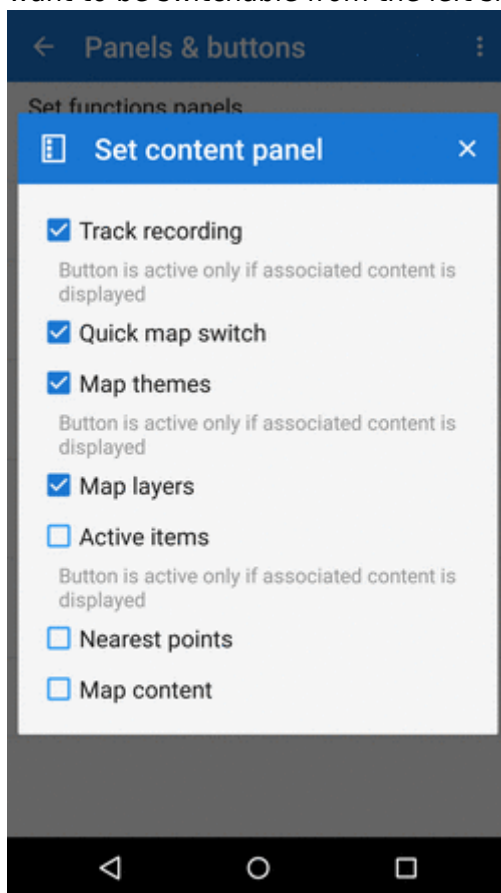 Panels & buttons
Set functions panels
Set content panel
Track recording
Button is active only if associated content is
displayed
Quick map switch
Map themes
Button is active only if associated content is
displayed
Map layers
Active items
Button is active only if associated content is
displayed
Nearest points
Map content